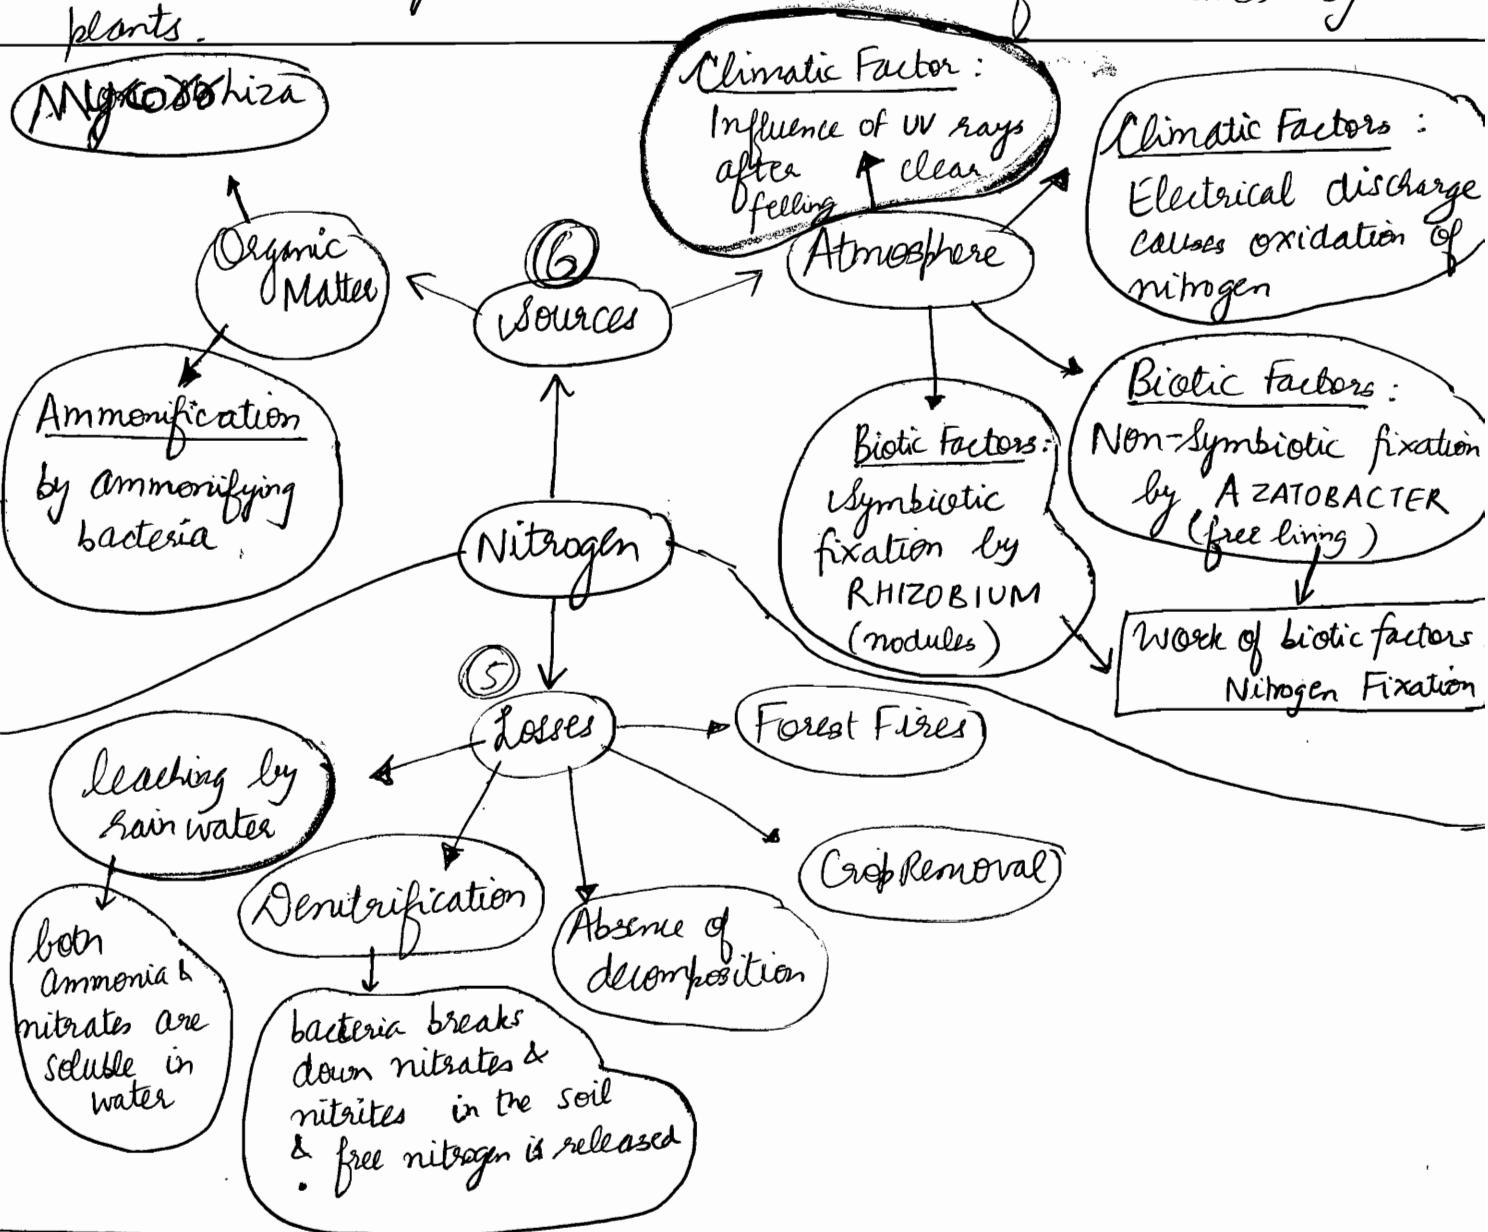 plants.
Mycorrhiza
Organic
Matter
Ammonification
by ammonifying
bacteria
6
Sources
Climatic Factor :
Influence of UV rays
after clear
felling
Atmosphere
Climatic Factors :
Electrical discharge
causes oxidation of
nitrogen
Biotic Factors :
Symbiotic
fixation by
RHIZOBIUM
(nodules)
Biotic Factors :
Non-Symbiotic fixation
by AZATOBACTER
(free living)
Work of biotic factors
Nitrogen Fixation
Nitrogen
5
Losses
Forest Fires
Crop Removal
Absence of
decomposition
Denitrification
bacteria breaks
down nitrates &
nitrites in the soil
& free nitrogen is released
.
leaching by
rain water
both
ammonia &
nitrates are
soluble in
water